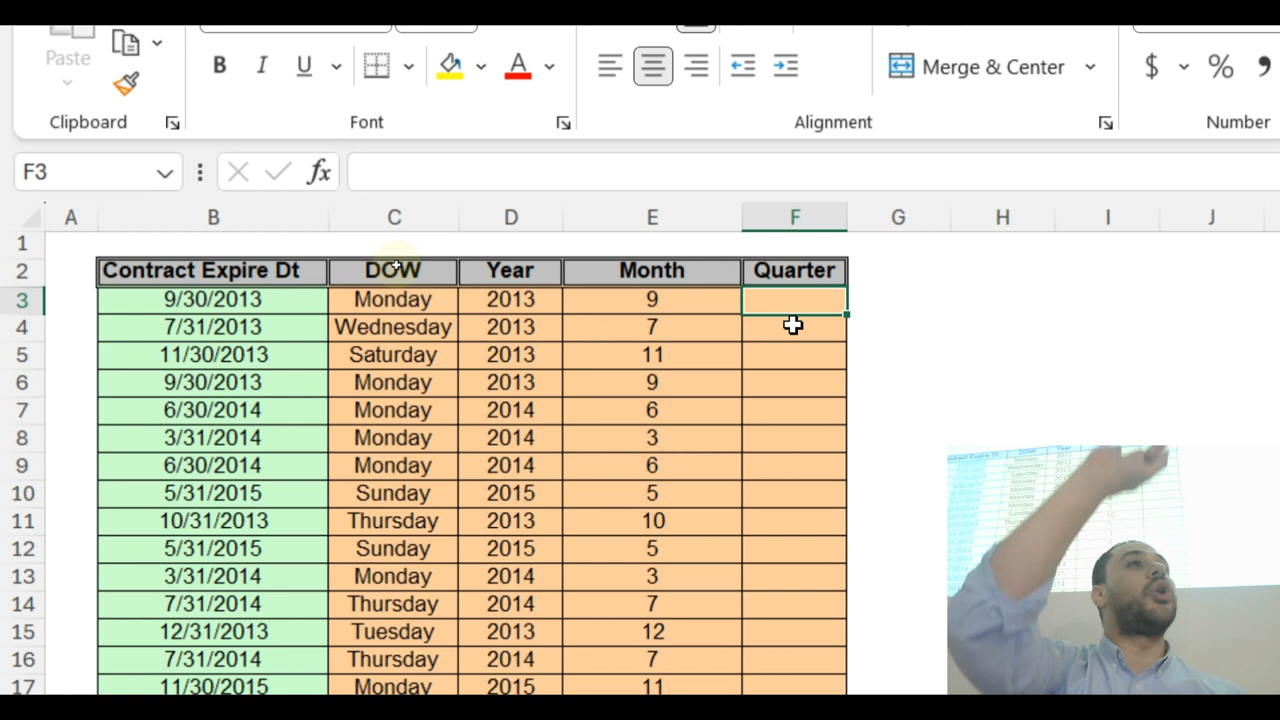 Paste
B I U A
Merge & Center
$ % ,
Clipboard Font Alignment Number
F3 fx
A B C D E F G H I J
1
2 Contract Expire Dt DOW Year Month Quarter
3 9/30/2013 Monday 2013 9
4 7/31/2013 Wednesday 2013 7
5 11/30/2013 Saturday 2013 11
6 9/30/2013 Monday 2013 9
7 6/30/2014 Monday 2014 6
8 3/31/2014 Monday 2014 3
9 6/30/2014 Monday 2014 6
10 5/31/2015 Sunday 2015 5
11 10/31/2013 Thursday 2013 10
12 5/31/2015 Sunday 2015 5
13 3/31/2014 Monday 2014 3
14 7/31/2014 Thursday 2014 7
15 12/31/2013 Tuesday 2013 12
16 7/31/2014 Thursday 2014 7
17 11/30/2015 Monday 2015 11